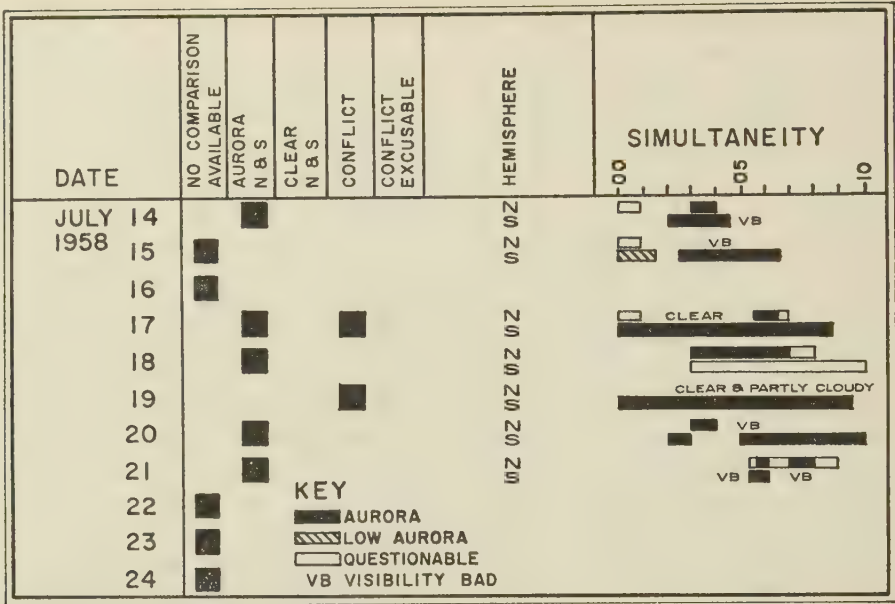 DATE
NO COMPARISON AVAILABLE
AURORA N & S
CLEAR N & S
CONFLICT
CONFLICT EXCUSABLE
HEMISPHERE
SIMULTANEITY
00 05 10
JULY 14 N
1958 S VB
15 N VB
S
16
17 N CLEAR
S
18 N
S
19 N CLEAR & PARTLY CLOUDY
S
20 N VB
S
21 N
S VB VB
KEY
22 AURORA
23 LOW AURORA
QUESTIONABLE
24 VB VISIBILITY BAD